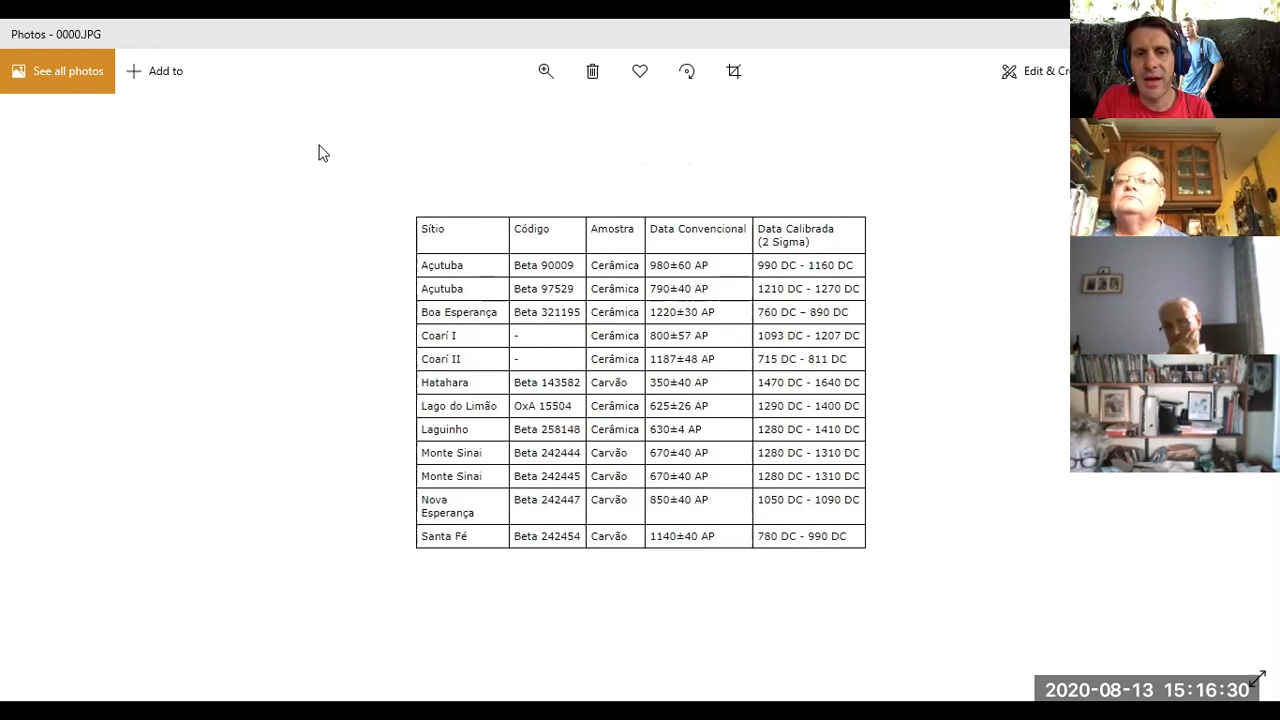 Photos - 0000.JPG
See all photos
Add to
Edit & Cr
Sítio Código Amostra Data Convencional Data Calibrada
(2 Sigma)
Açutuba Beta 90009 Cerâmica 980±60 AP 990 DC - 1160 DC
Açutuba Beta 97529 Cerâmica 790±40 AP 1210 DC - 1270 DC
Boa Esperança Beta 321195 Cerâmica 1220±30 AP 760 DC – 890 DC
Coarí I - Cerâmica 800±57 AP 1093 DC - 1207 DC
Coarí II - Cerâmica 1187±48 AP 715 DC - 811 DC
Hatahara Beta 143582 Carvão 350±40 AP 1470 DC - 1640 DC
Lago do Limão OxA 15504 Cerâmica 625±26 AP 1290 DC - 1400 DC
Laguinho Beta 258148 Cerâmica 630±4 AP 1280 DC - 1410 DC
Monte Sinai Beta 242444 Carvão 670±40 AP 1280 DC - 1310 DC
Monte Sinai Beta 242445 Carvão 670±40 AP 1280 DC - 1310 DC
Nova Beta 242447 Carvão 850±40 AP 1050 DC - 1090 DC
Esperança
Santa Fé Beta 242454 Carvão 1140±40 AP 780 DC - 990 DC
2020-08-13 15:16:30